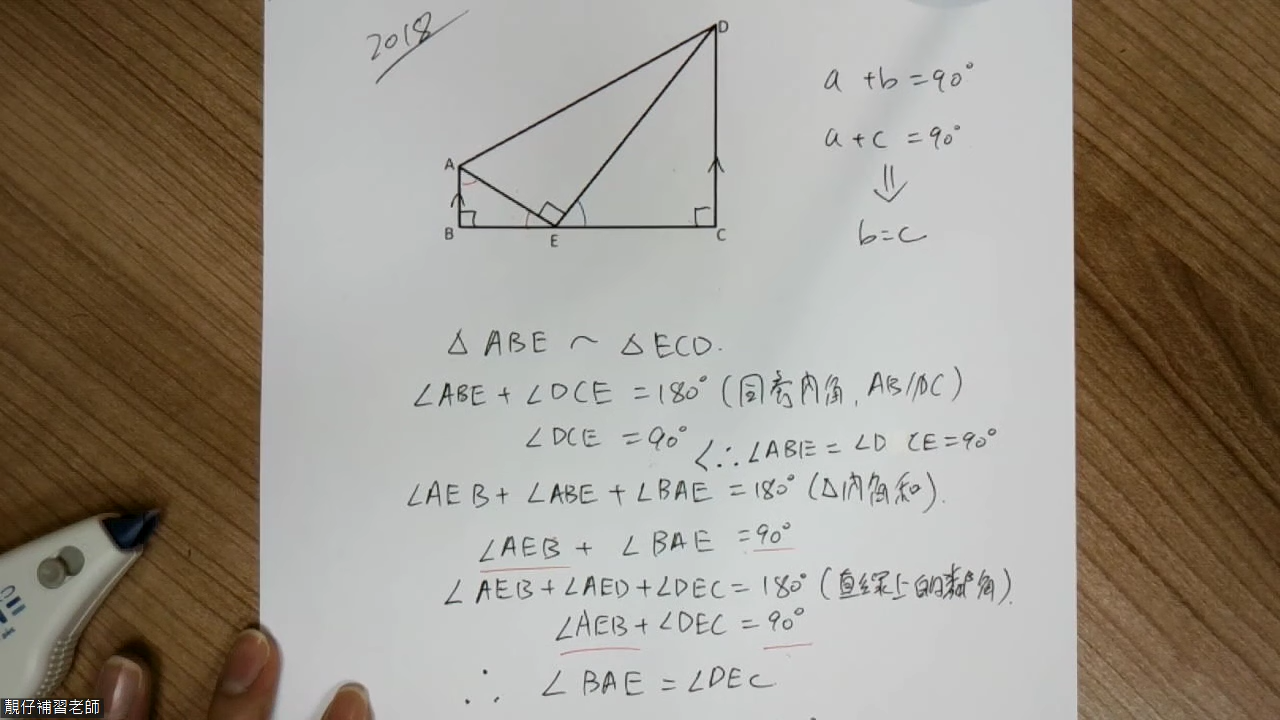 2018
D
A
B
E
C
a + b = 90°
a + c = 90°
⇓
b = c
△ ABE ~ △ ECD.
∠ABE + ∠DCE = 180° (同旁內角, AB//DC)
∠DCE = 90°
<∴ ∠ABE = ∠DCE = 90°
∠AEB + ∠ABE + ∠BAE = 180° (△內角和).
∠AEB + ∠BAE = 90°
∠AEB + ∠AED + ∠DEC = 180° (直綫上的鄰角).
∠AEB + ∠DEC = 90°
∴ ∠BAE = ∠DEC
靚仔補習老師